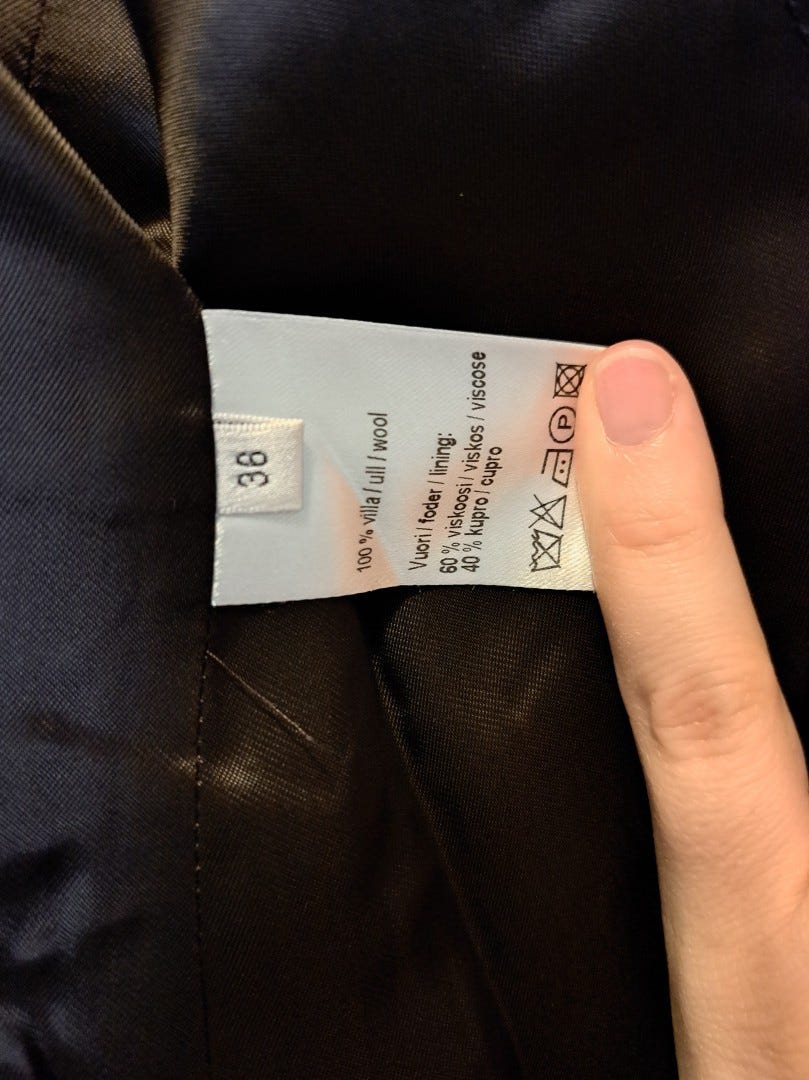 36
100 % villa / ull / wool
Vuori / foder / lining:
60 % viskoosi / viskos / viscose
40 % kupro / cupro
P